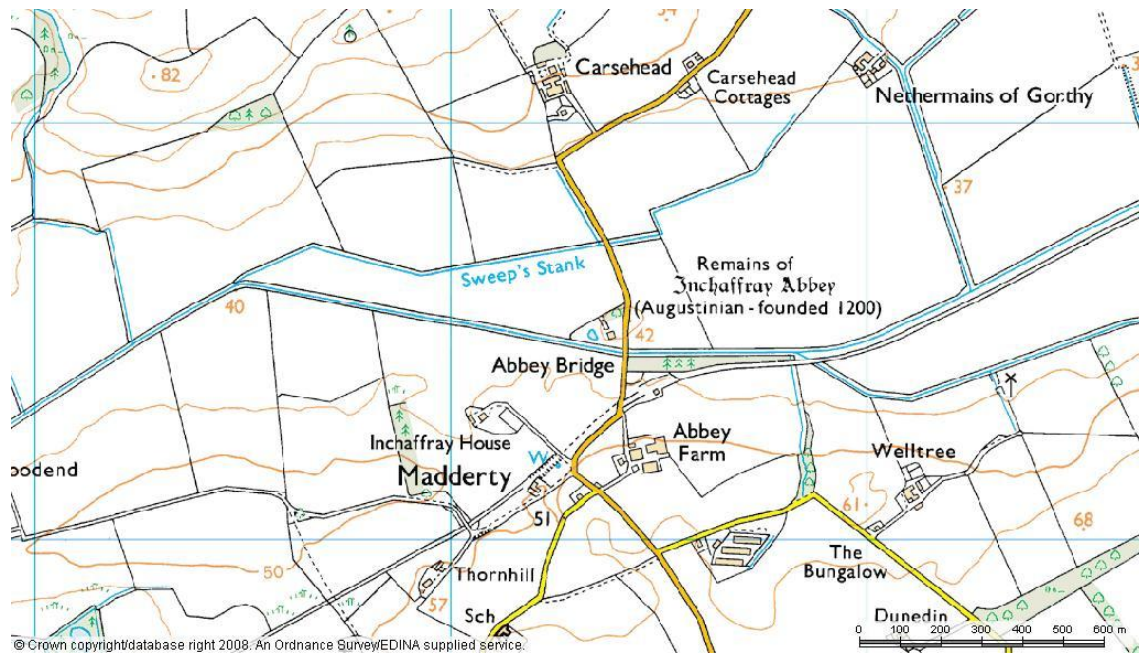 54
82
Carsehead
Carsehead
Cottages
Nethermains of Gorthy
37
Sweep's Stank
Remains of
Inchaffray Abbey
(Augustinian - founded 1200)
40
42
Abbey Bridge
Inchaffray House
Madderty
W
Abbey
Farm
Welltree
oodend
51
61
68
50
Thornhill
57
The
Bungalow
Sch
Dunedin
0 100 200 300 400 500 600 m
© Crown copyright/database right 2008. An Ordnance Survey/EDINA supplied service.